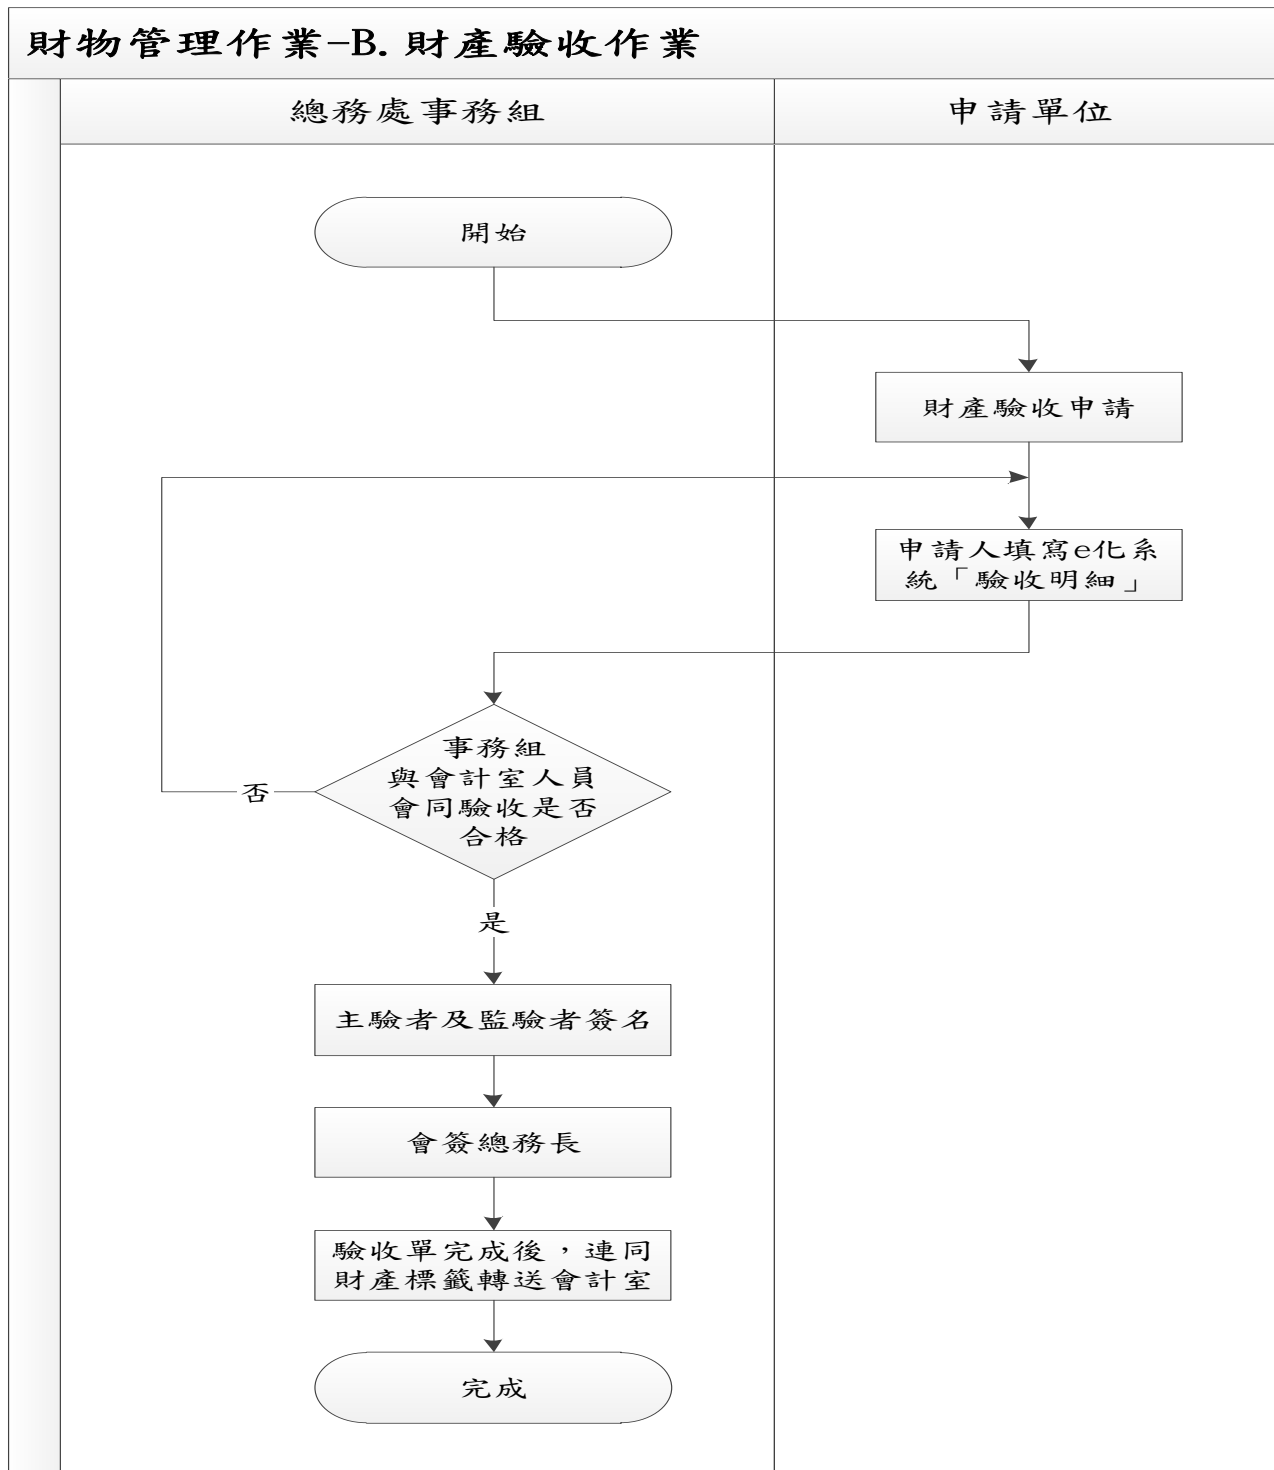 財物管理作業-B.財產驗收作業
總務處事務組
申請單位
開始
財產驗收申請
申請人填寫e化系
統「驗收明細」
事務組
與會計室人員
會同驗收是否
合格
否
是
主驗者及監驗者簽名
會簽總務長
驗收單完成後，連同
財產標籤轉送會計室
完成